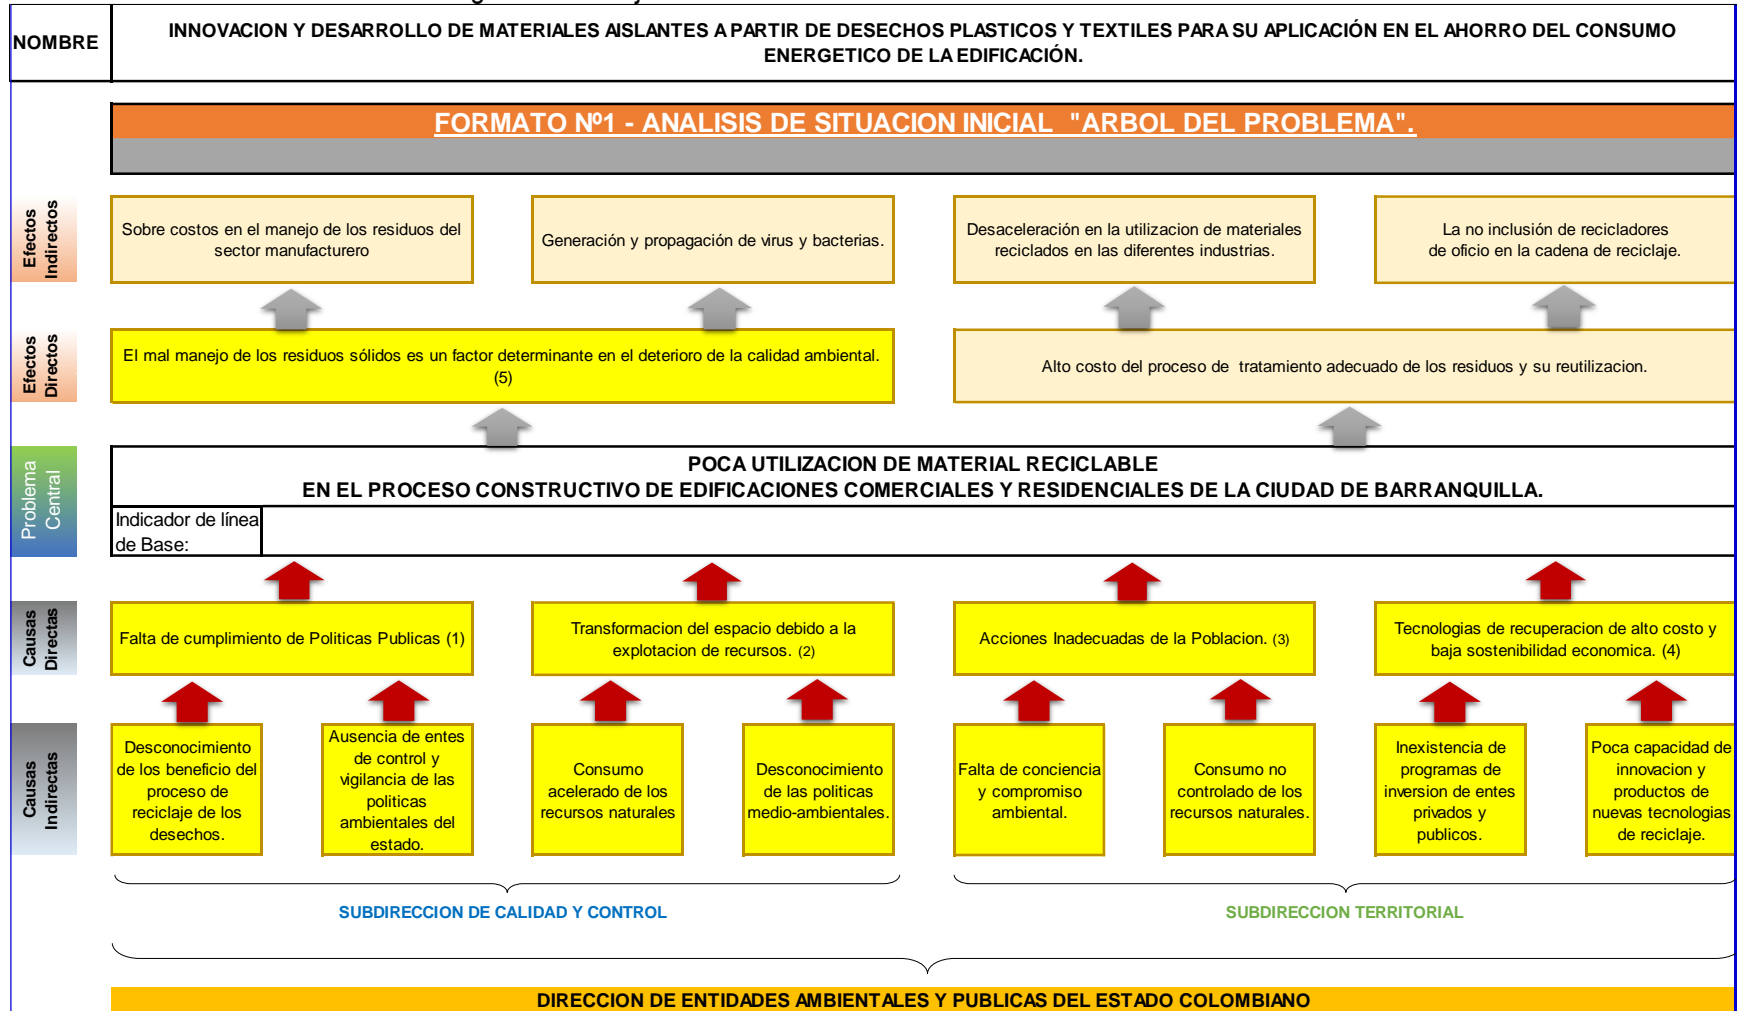 NOMBRE
INNOVACION Y DESARROLLO DE MATERIALES AISLANTES A PARTIR DE DESECHOS PLASTICOS Y TEXTILES PARA SU APLICACIÓN EN EL AHORRO DEL CONSUMO
ENERGETICO DE LA EDIFICACIÓN.
FORMATO Nº1 - ANALISIS DE SITUACION INICIAL "ARBOL DEL PROBLEMA".
Efectos
Indirectos
Sobre costos en el manejo de los residuos del
sector manufacturero
Generación y propagación de virus y bacterias.
Desaceleración en la utilizacion de materiales
reciclados en las diferentes industrias.
La no inclusión de recicladores
de oficio en la cadena de reciclaje.
Efectos
Directos
El mal manejo de los residuos sólidos es un factor determinante en el deterioro de la calidad ambiental.
(5)
Alto costo del proceso de tratamiento adecuado de los residuos y su reutilizacion.
Problema
Central
POCA UTILIZACION DE MATERIAL RECICLABLE
EN EL PROCESO CONSTRUCTIVO DE EDIFICACIONES COMERCIALES Y RESIDENCIALES DE LA CIUDAD DE BARRANQUILLA.
Indicador de línea
de Base:
Causas
Directas
Falta de cumplimiento de Politicas Publicas (1)
Transformacion del espacio debido a la
explotacion de recursos. (2)
Acciones Inadecuadas de la Poblacion. (3)
Tecnologias de recuperacion de alto costo y
baja sostenibilidad economica. (4)
Causas
Indirectas
Desconocimiento
de los beneficio del
proceso de
reciclaje de los
desechos.
Ausencia de entes
de control y
vigilancia de las
politicas
ambientales del
estado.
Consumo
acelerado de los
recursos naturales
Desconocimiento
de las politicas
medio-ambientales.
Falta de conciencia
y compromiso
ambiental.
Consumo no
controlado de los
recursos naturales.
Inexistencia de
programas de
inversion de entes
privados y
publicos.
Poca capacidad de
innovacion y
productos de
nuevas tecnologias
de reciclaje.
SUBDIRECCION DE CALIDAD Y CONTROL
SUBDIRECCION TERRITORIAL
DIRECCION DE ENTIDADES AMBIENTALES Y PUBLICAS DEL ESTADO COLOMBIANO